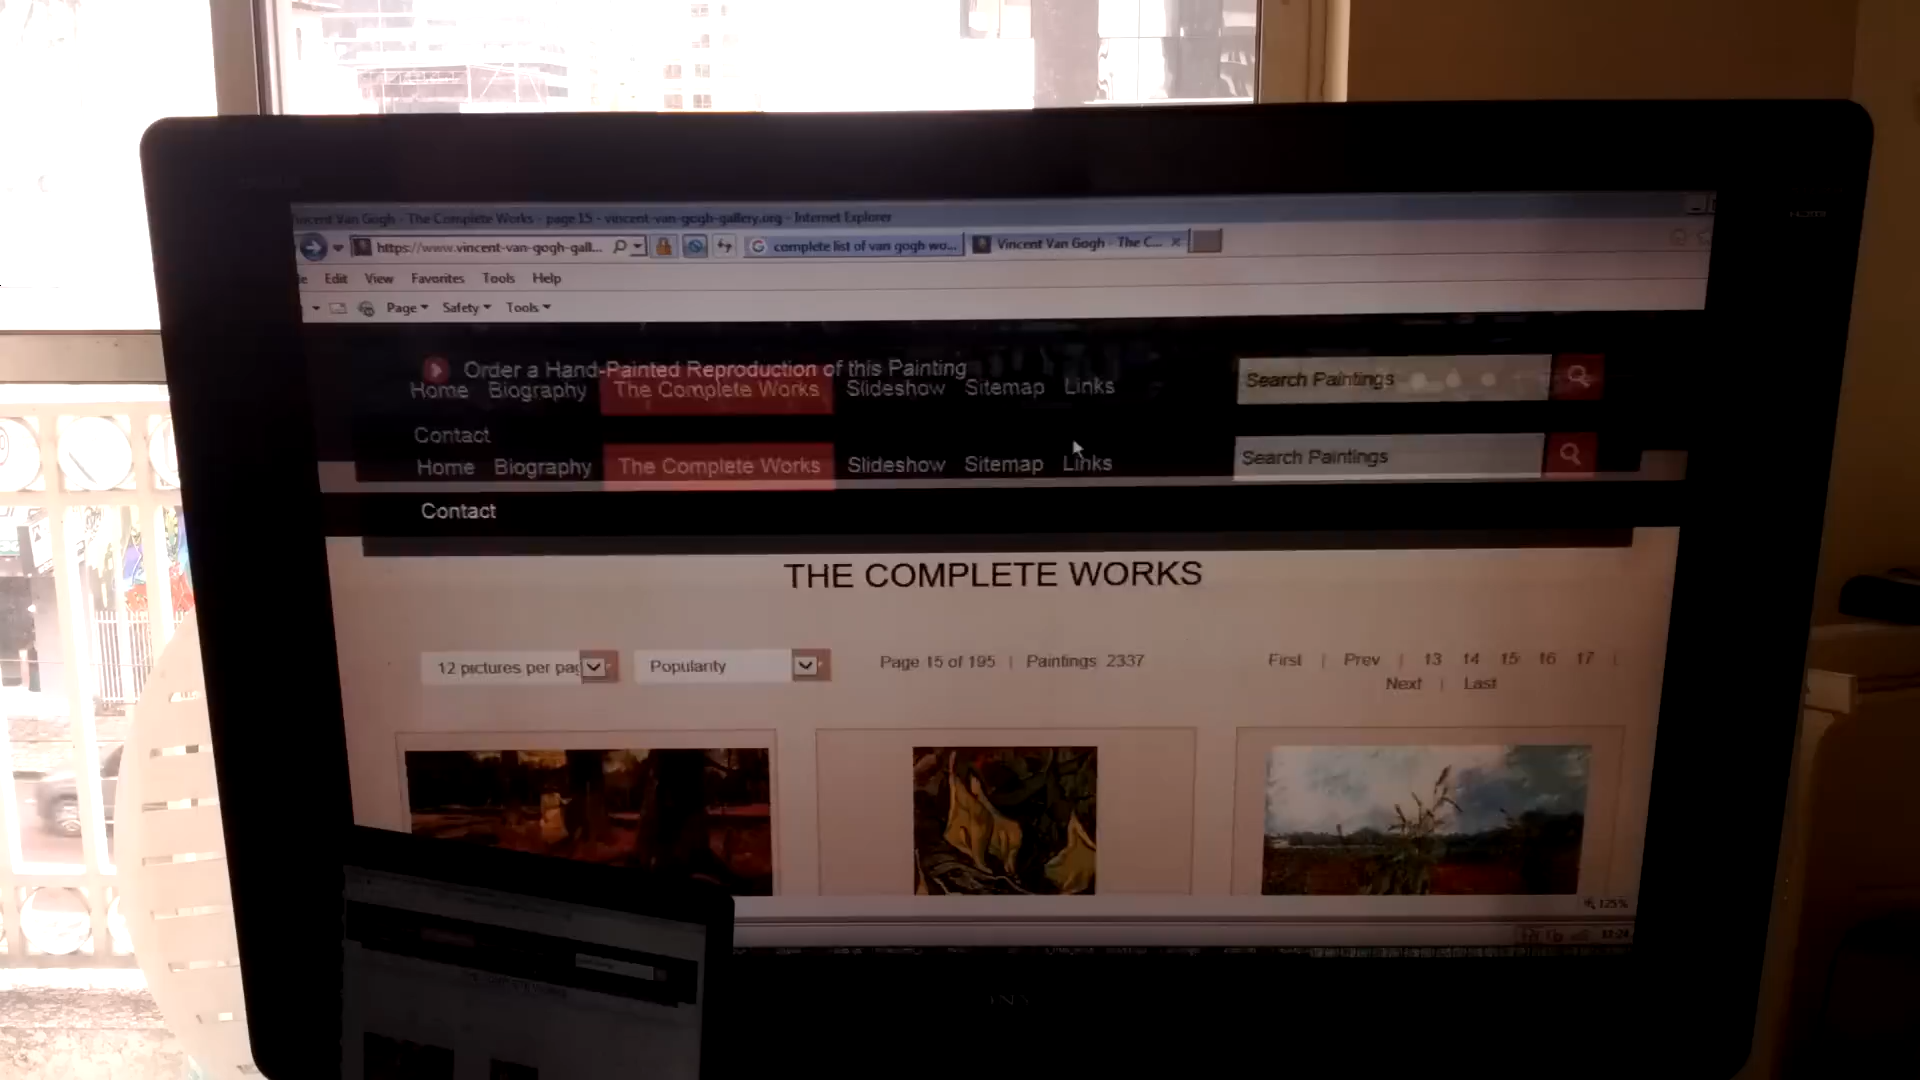 Vincent Van Gogh - The Complete Works - page 15 - vincent-van-gogh-gallery.org - Internet Explorer
https://www.vincent-van-gogh-gall... complete list of van gogh wo... Vincent Van Gogh - The C...
Edit View Favorites Tools Help
Page Safety Tools
Order a Hand-Painted Reproduction of this Painting
Home Biography The Complete Works Slideshow Sitemap Links Search Paintings
Contact
Home Biography The Complete Works Slideshow Sitemap Links Search Paintings
Contact
THE COMPLETE WORKS
12 pictures per pag Popularity Page 15 of 195 | Paintings 2337 First | Prev | 13 14 15 16 17 |
Next | Last
125%